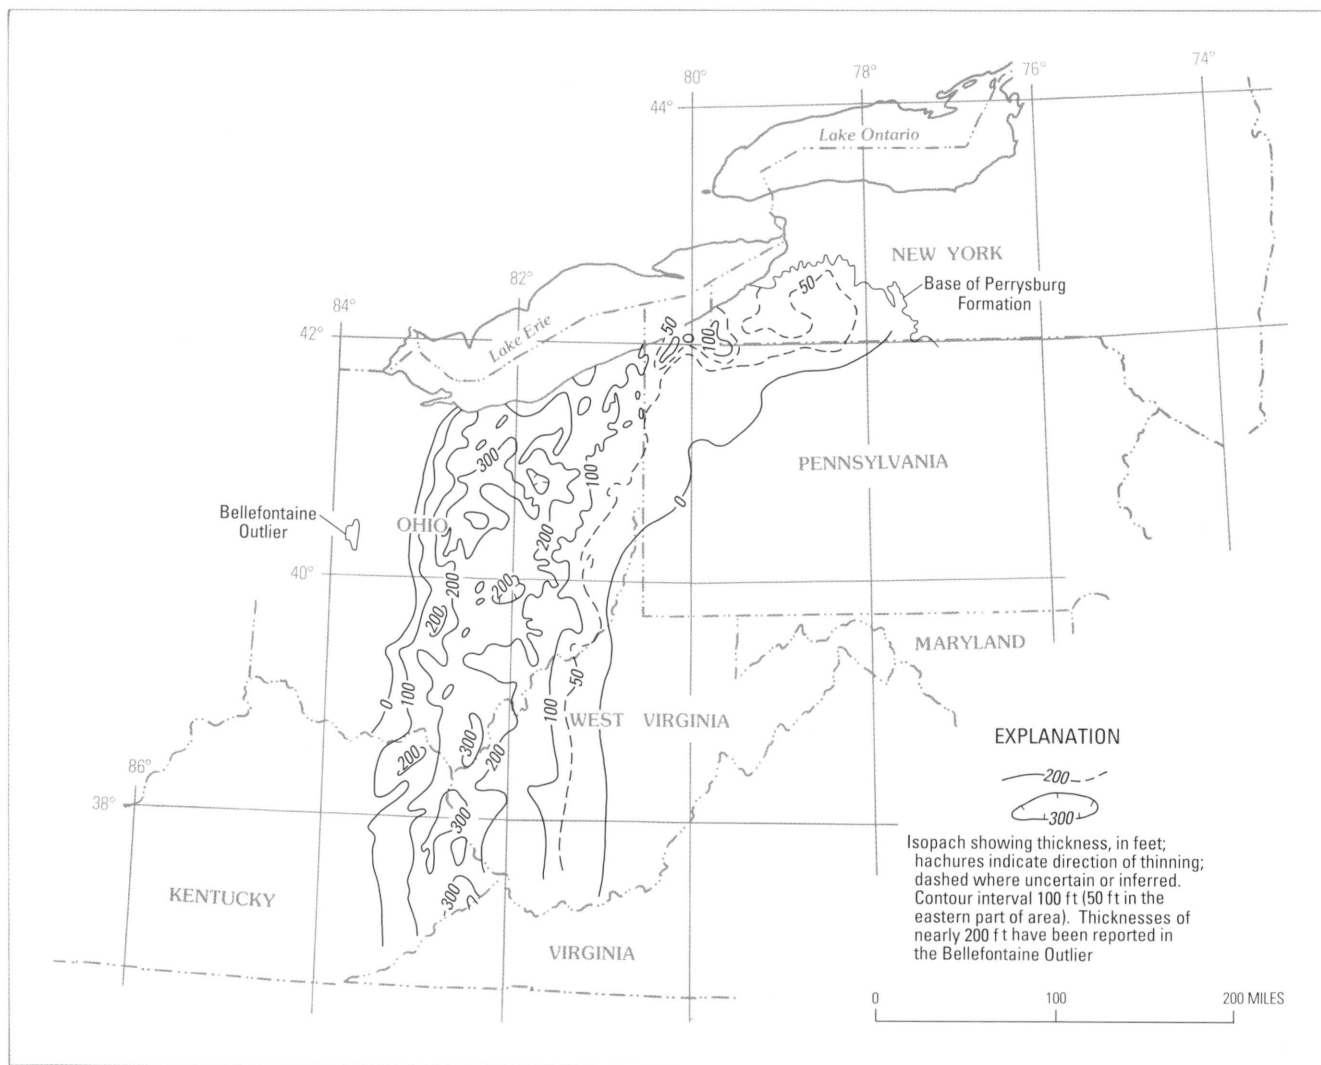 74°
76°
78°
80°
44°
Lake Ontario
NEW YORK
Base of Perrysburg
Formation
50
82°
84°
42°
Lake Erie
50
0
100
300
100
PENNSYLVANIA
0
Bellefontaine
Outlier
OHIO
200
40°
200
200
200
MARYLAND
50
0
100
100
WEST VIRGINIA
300
200
200
86°
38°
300
EXPLANATION
200
300
Isopach showing thickness, in feet;
hachures indicate direction of thinning;
dashed where uncertain or inferred.
Contour interval 100 ft (50 ft in the
eastern part of area). Thicknesses of
nearly 200 ft have been reported in
the Bellefontaine Outlier
KENTUCKY
300
VIRGINIA
0 100 200 MILES